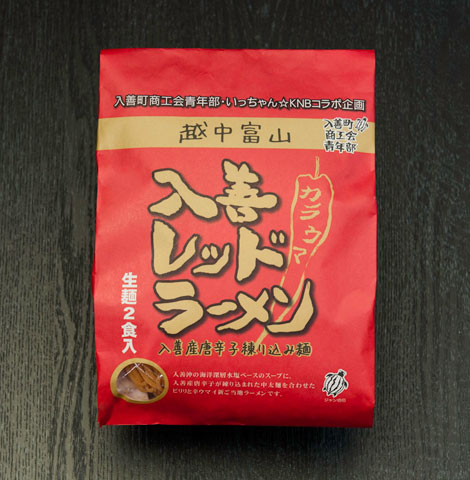 入善町商工会青年部・いっちゃん☆KNBコラボ企画
越中富山
入善町
商工会
青年部
入善
レッド
ラーメン
カラウマ
生麺2食入
入善産唐辛子練り込み麺
入善沖の海洋深層水塩ベースのスープに、
入善産唐辛子が練り込まれた中太麺を合わせた
ピリリと辛ウマイ新ご当地ラーメンです。